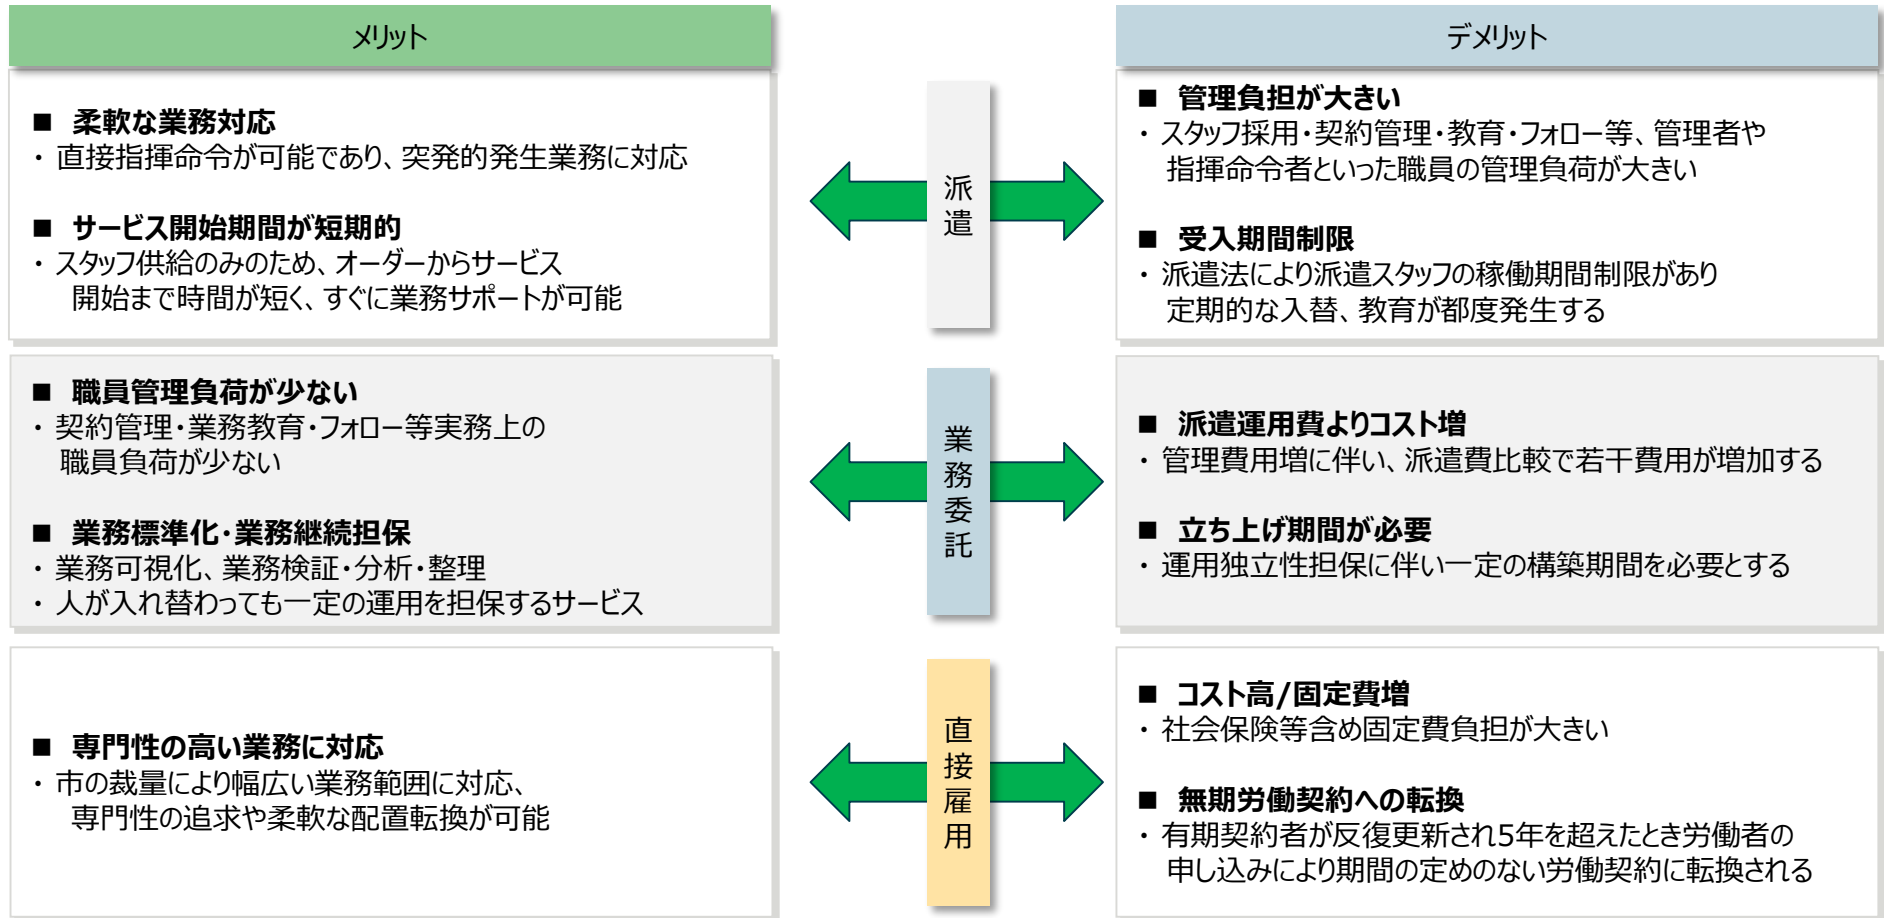 メリット
デメリット
■ 柔軟な業務対応
・ 直接指揮命令が可能であり、突発的発生業務に対応
■ サービス開始期間が短期的
・ スタッフ供給のみのため、オーダーからサービス
開始まで時間が短く、すぐに業務サポートが可能
派遣
■ 管理負担が大きい
・ スタッフ採用・契約管理・教育・フォロー等、管理者や
指揮命令者といった職員の管理負荷が大きい
■ 受入期間制限
・ 派遣法により派遣スタッフの稼働期間制限があり
定期的な入替、教育が都度発生する
■ 職員管理負荷が少ない
・ 契約管理・業務教育・フォロー等実務上の
職員負荷が少ない
■ 業務標準化・業務継続担保
・ 業務可視化、業務検証・分析・整理
・ 人が入れ替わっても一定の運用を担保するサービス
業務委託
■ 派遣運用費よりコスト増
・ 管理費用増に伴い、派遣費比較で若干費用が増加する
■ 立ち上げ期間が必要
・ 運用独立性担保に伴い一定の構築期間を必要とする
■ 専門性の高い業務に対応
・ 市の裁量により幅広い業務範囲に対応、
専門性の追求や柔軟な配置転換が可能
直接雇用
■ コスト高/固定費増
・ 社会保険等含め固定費負担が大きい
■ 無期労働契約への転換
・ 有期契約者が反復更新され5年を超えたとき労働者の
申し込みにより期間の定めのない労働契約に転換される